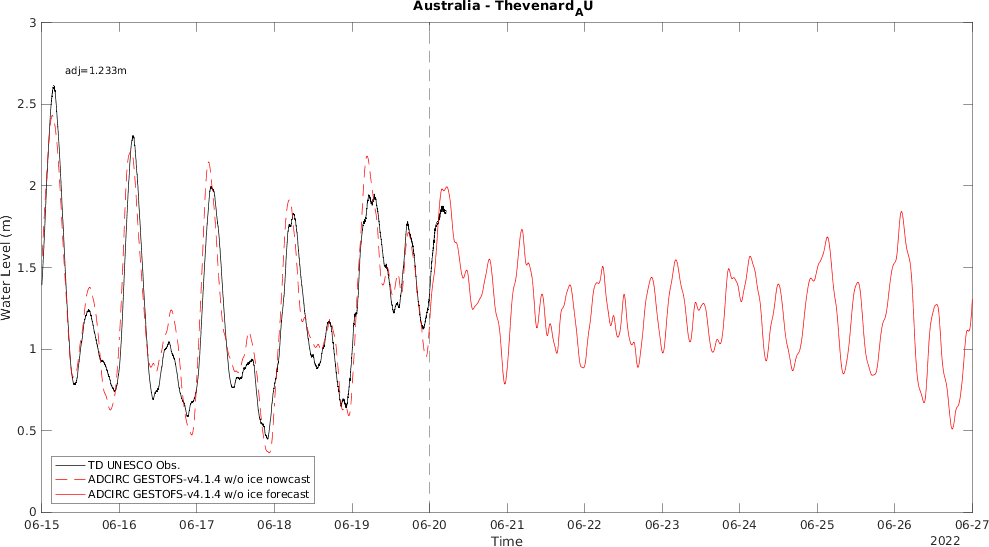 Australia - Thevenard_AU
adj=1.233m
3
2.5
2
1.5
1
0.5
0
Water Level (m)
TD UNESCO Obs.
ADCIRC GESTOFS-v4.1.4 w/o ice nowcast
ADCIRC GESTOFS-v4.1.4 w/o ice forecast
06-15 06-16 06-17 06-18 06-19 06-20 06-21 06-22 06-23 06-24 06-25 06-26 06-27
Time
2022